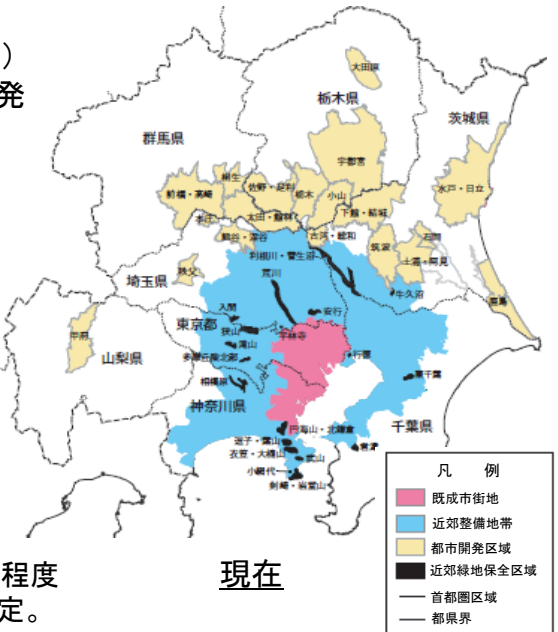 ）
発
大田原
栃木県
茨城県
群馬県
宇都宮
桐生
佐野・足利
栃木
小山
前橋・高崎
水戸・日立
太田・館林
下館・結城
本庄
熊谷・深谷
古河・総和
石岡
筑波
利根川・菅生沼
土浦・阿見
秩父
荒川
埼玉県
牛久沼
鹿島
入間
安行
東京都
狭山
平林寺
甲府
滝山
行徳
山梨県
多摩丘陵北部
東千葉
相模原
神奈川県
千葉県
円海山・北鎌倉
逗子・葉山
君津
衣笠・大楠山
武山
小網代
剣崎・岩堂山
凡　例
既成市街地
近郊整備地帯
都市開発区域
近郊緑地保全区域
首都圏区域
都県界
程度
現在
定。